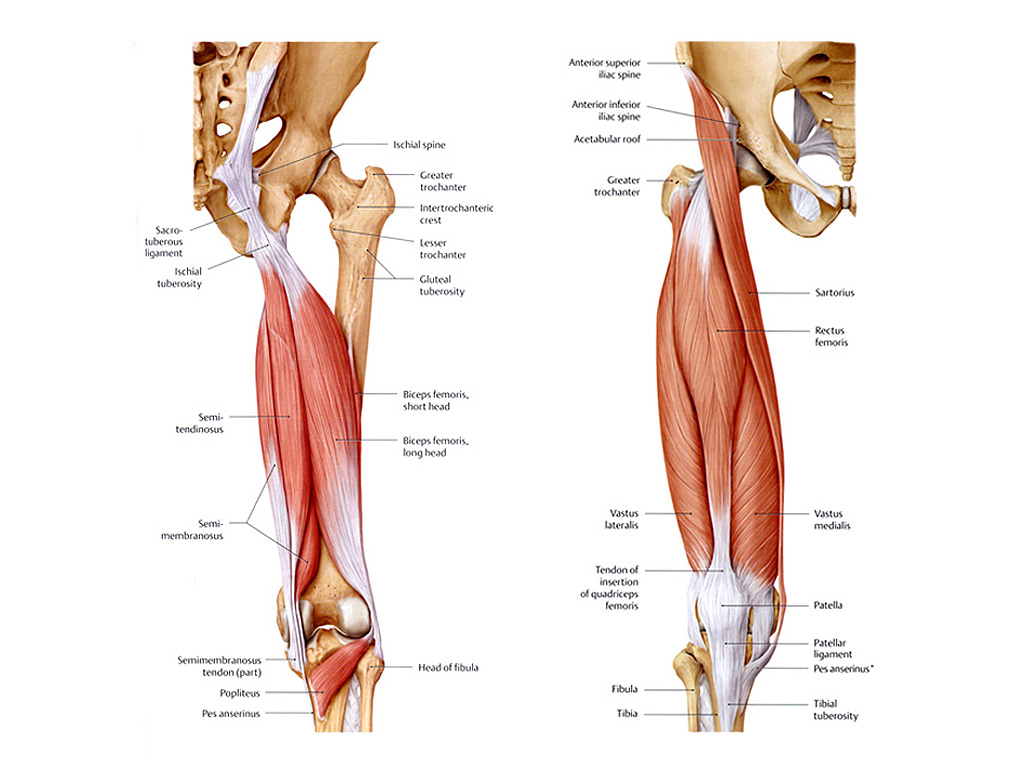 Ischial spine
Greater
trochanter
Intertrochanteric
crest
Sacro-
tuberous
ligament
Lesser
trochanter
Ischial
tuberosity
Gluteal
tuberosity
Biceps femoris,
short head
Semi-
tendinosus
Biceps femoris,
long head
Semi-
membranosus
Semimembranosus
tendon (part)
Head of fibula
Popliteus
Pes anserinus
Anterior superior
iliac spine
Anterior inferior
iliac spine
Acetabular roof
Greater
trochanter
Sartorius
Rectus
femoris
Vastus
lateralis
Vastus
medialis
Tendon of
insertion
of quadriceps
femoris
Patella
Patellar
ligament
Pes anserinus*
Fibula
Tibia
Tibial
tuberosity